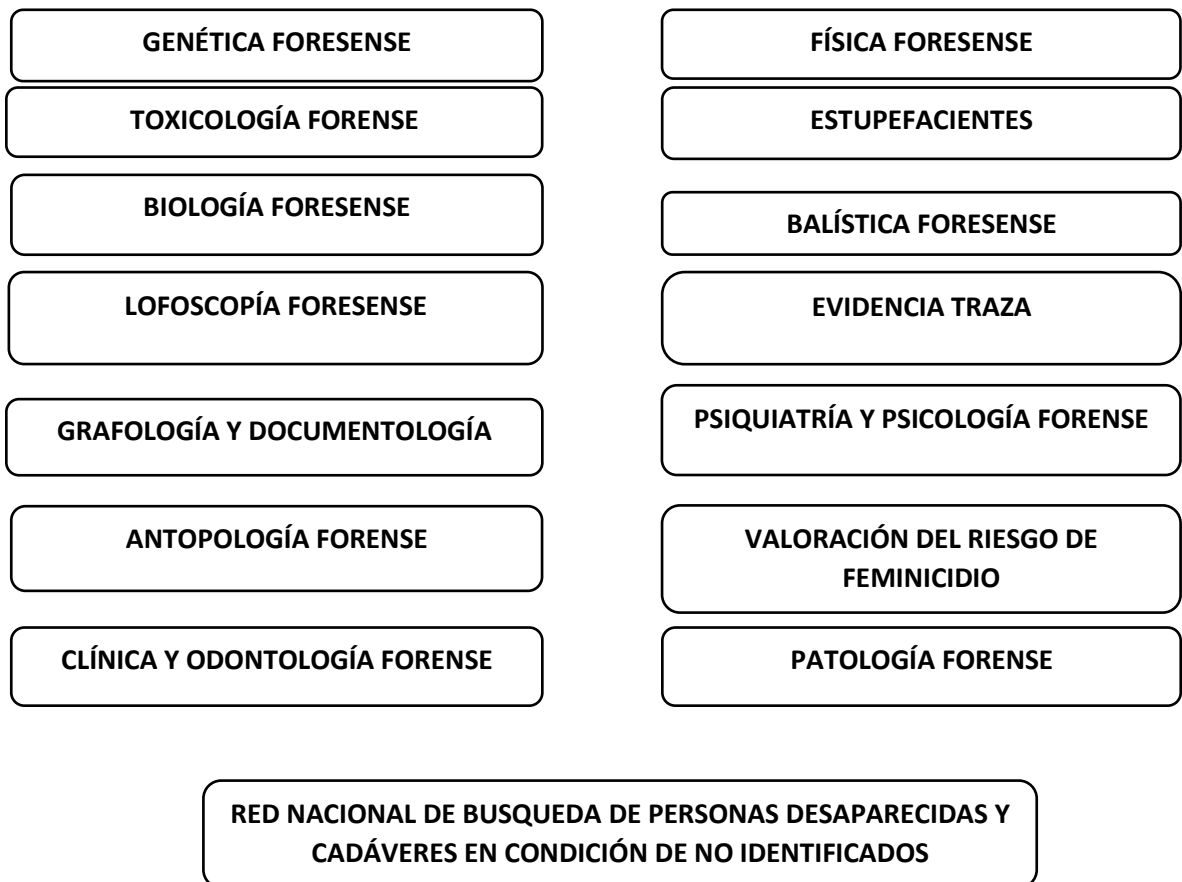 GENÉTICA FORESENSE
FÍSICA FORESENSE
TOXICOLOGÍA FORENSE
ESTUPEFACIENTES
BIOLOGÍA FORESENSE
BALÍSTICA FORESENSE
LOFOSCOPÍA FORESENSE
EVIDENCIA TRAZA
GRAFOLOGÍA Y DOCUMENTOLOGÍA
PSIQUIATRÍA Y PSICOLOGÍA FORENSE
ANTOPOLOGÍA FORENSE
VALORACIÓN DEL RIESGO DE
FEMINICIDIO
CLÍNICA Y ODONTOLOGÍA FORENSE
PATOLOGÍA FORENSE
RED NACIONAL DE BUSQUEDA DE PERSONAS DESAPARECIDAS Y
CADÁVERES EN CONDICIÓN DE NO IDENTIFICADOS